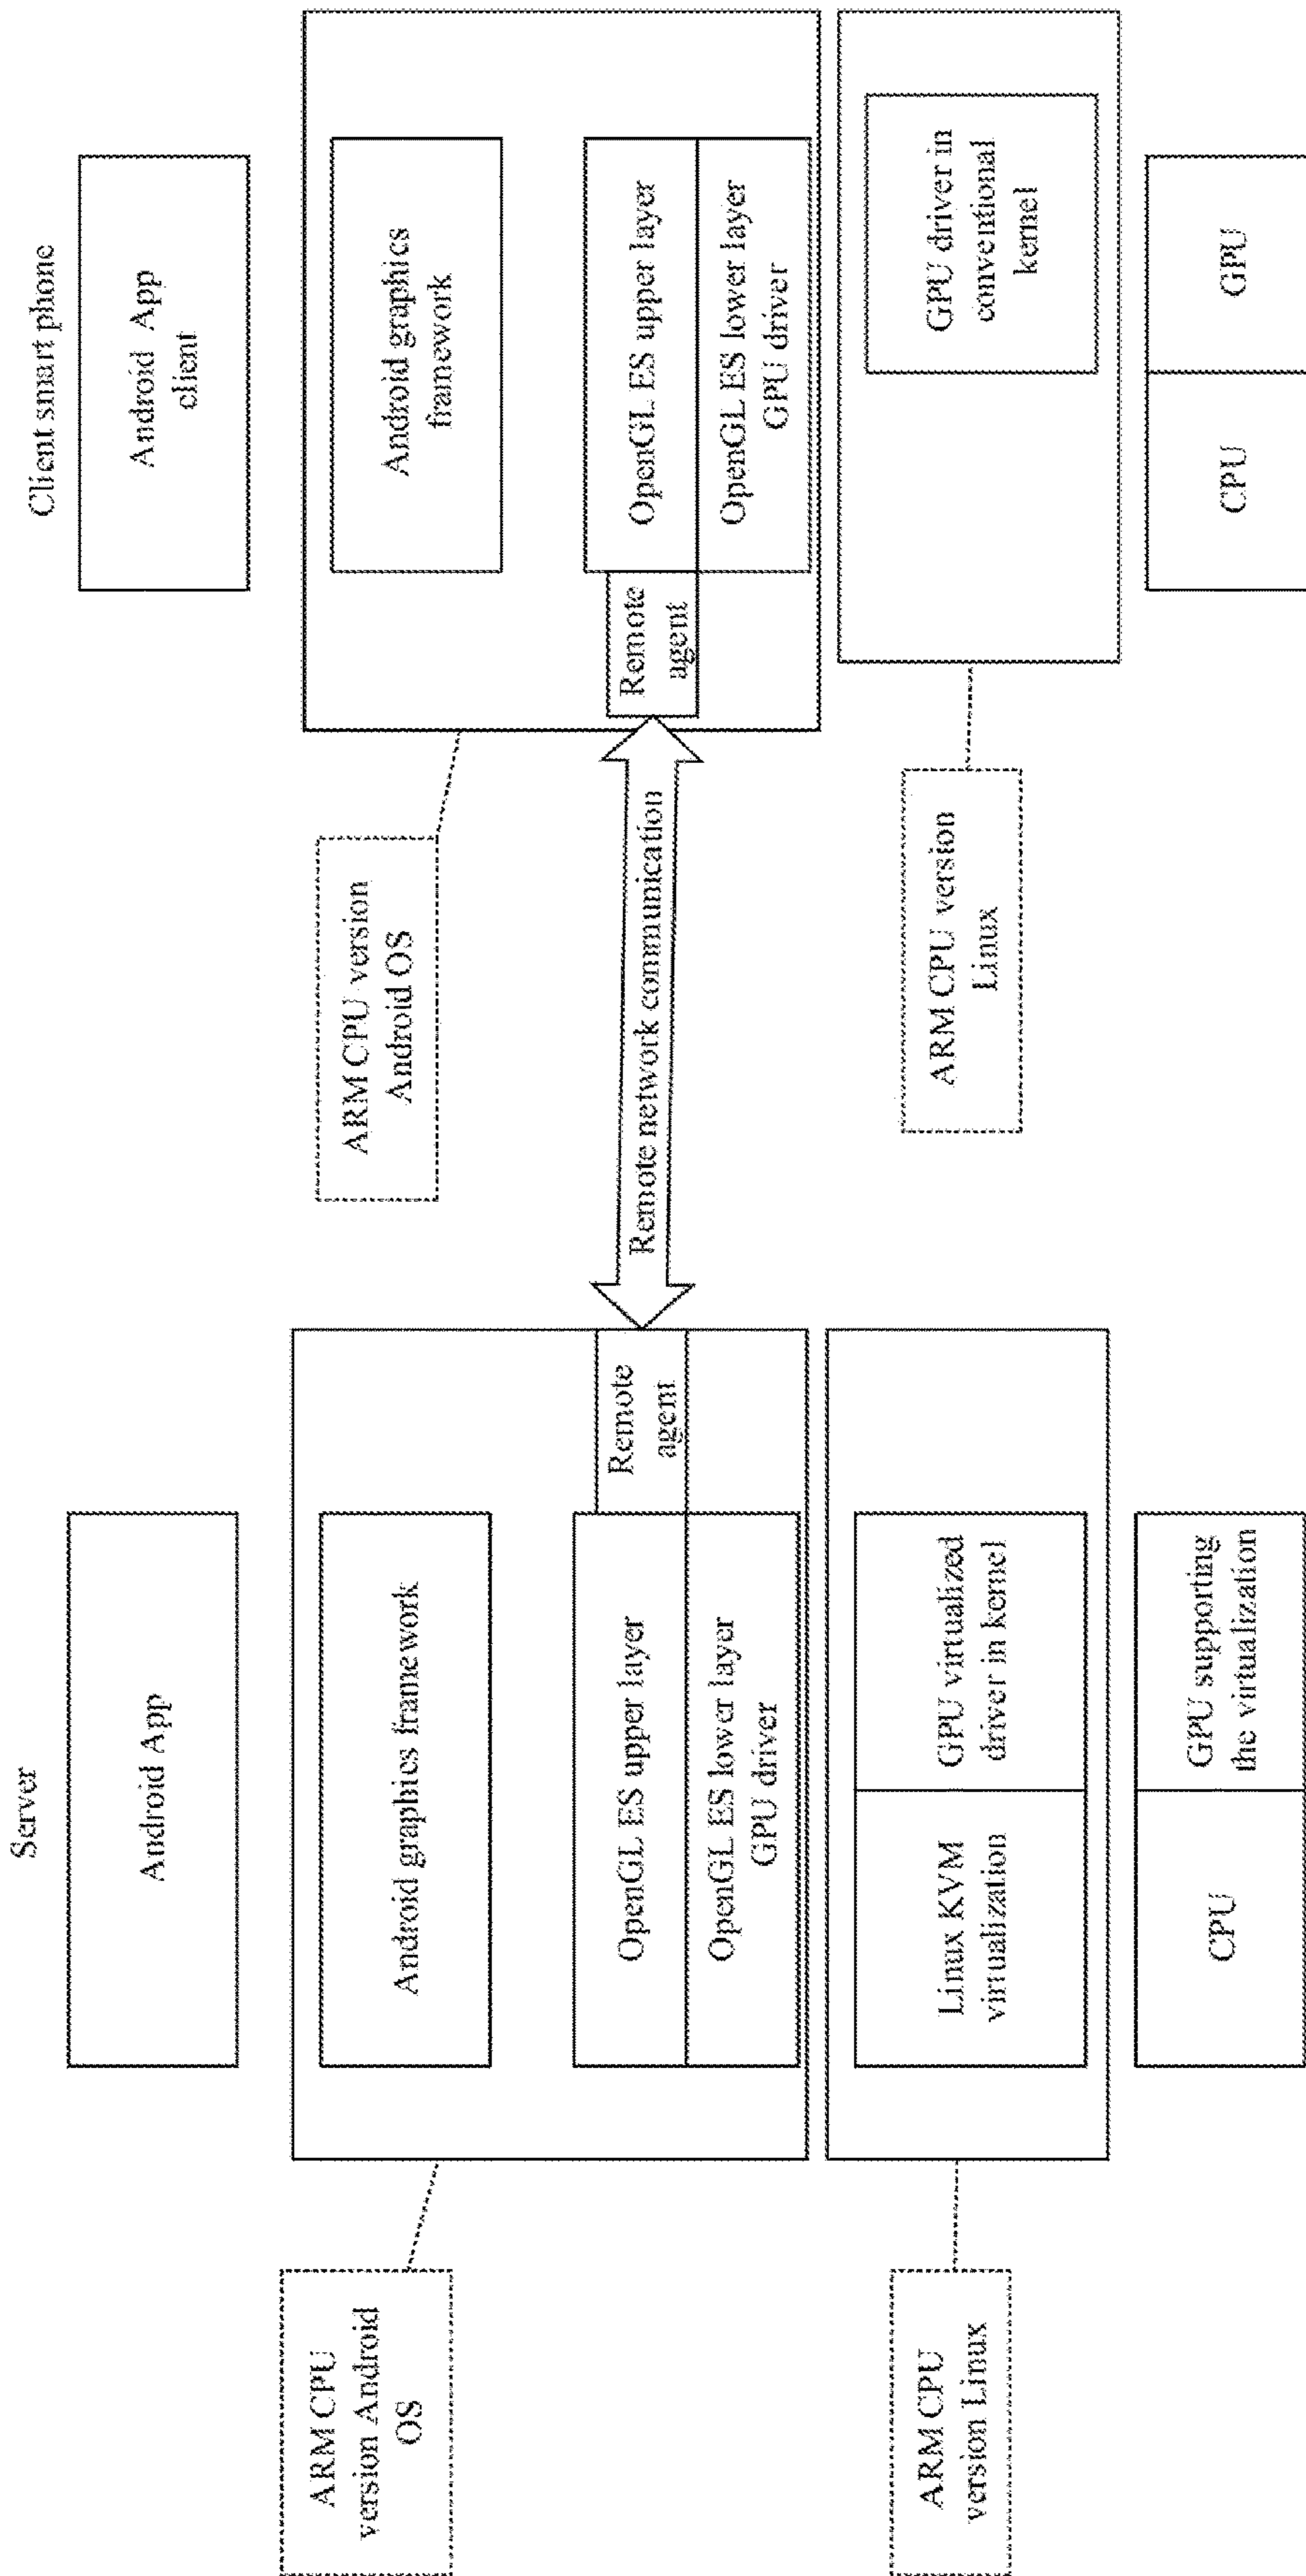 Server
Android App
ARM CPU
version Android
OS
Android graphics framework
OpenGL ES upper layer
OpenGL ES lower layer
GPU driver
Remote
agent
ARM CPU
version Linux
Linux KVM
virtualization
GPU virtualized
driver in kernel
CPU
GPU supporting
the virtualization
Remote network communication
Client smart phone
Android App
client
ARM CPU version
Android OS
Android graphics
framework
Remote
agent
OpenGL ES upper layer
OpenGL ES lower layer
GPU driver
ARM CPU version
Linux
GPU driver in
conventional
kernel
CPU
GPU